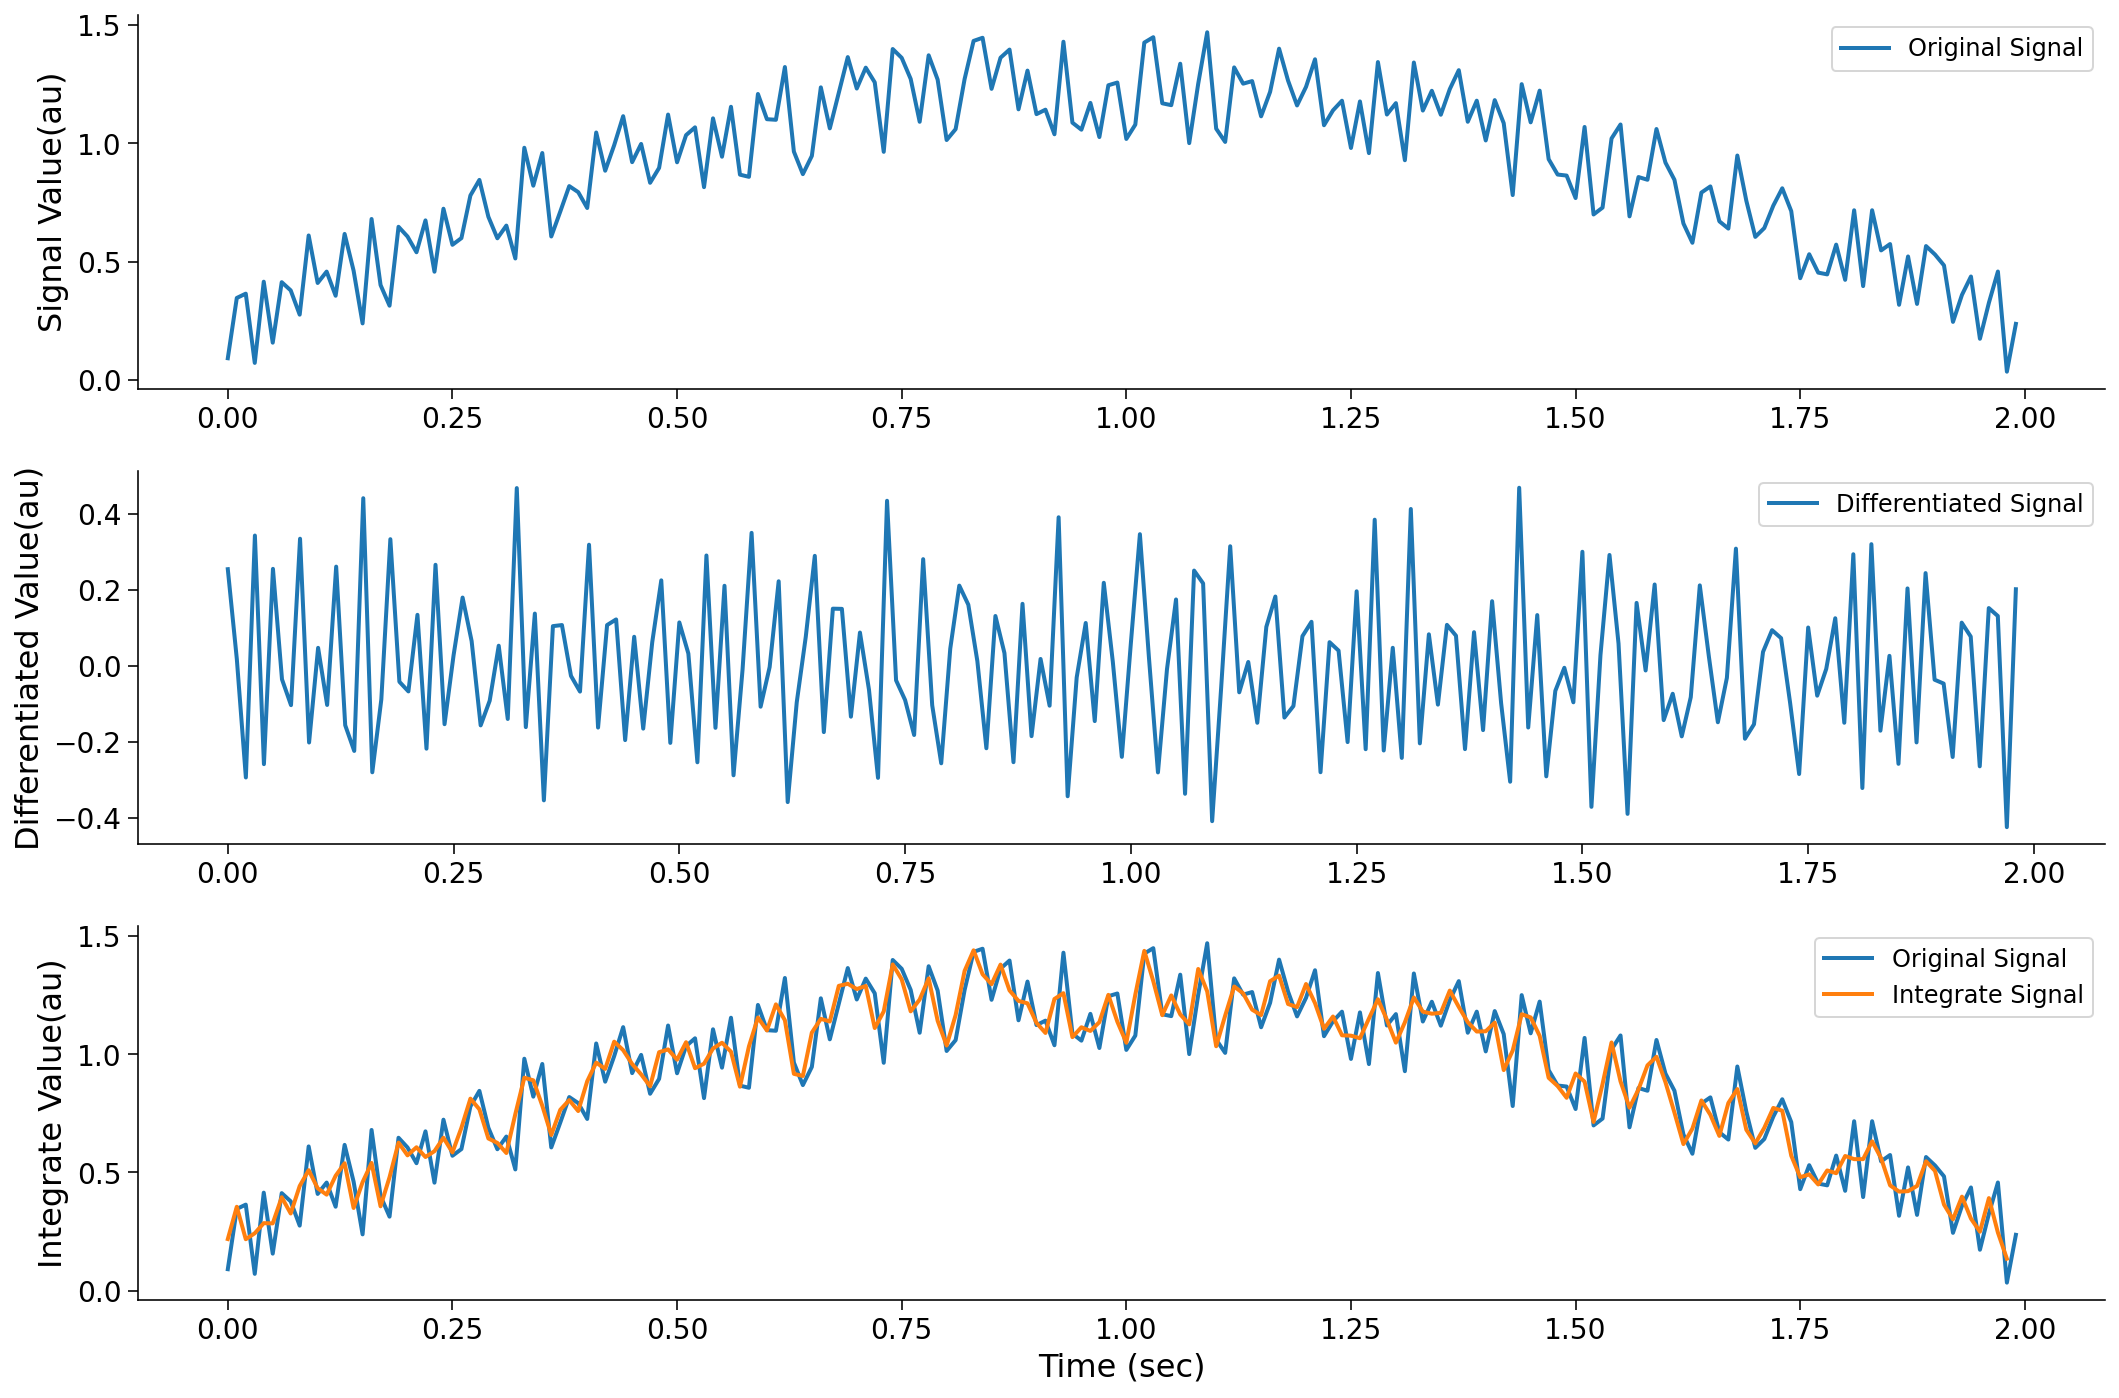 Signal Value(au)
1.5
1.0
0.5
0.0
Original Signal
0.00 0.25 0.50 0.75 1.00 1.25 1.50 1.75 2.00
Differentiated Value(au)
0.4
0.2
0.0
−0.2
−0.4
Differentiated Signal
0.00 0.25 0.50 0.75 1.00 1.25 1.50 1.75 2.00
Integrate Value(au)
1.5
1.0
0.5
0.0
Original Signal
Integrate Signal
0.00 0.25 0.50 0.75 1.00 1.25 1.50 1.75 2.00
Time (sec)